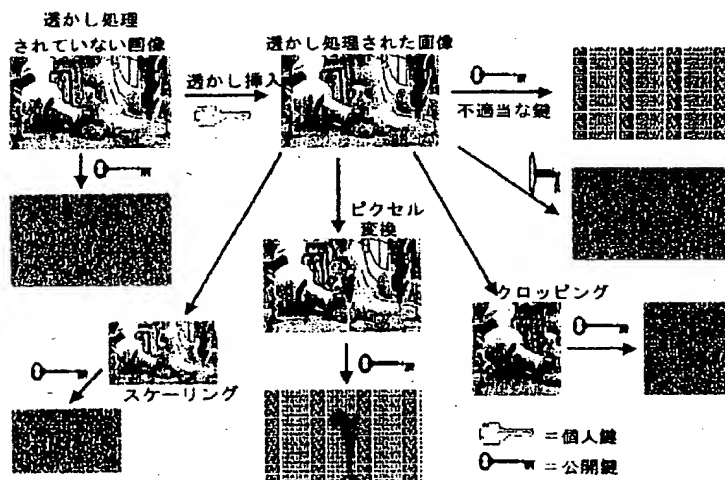 透かし処理
されていない画像
透かし挿入
透かし処理された画像
不適当な鍵
ピクセル
変換
クロッピング
スケーリング
=個人鍵
=公開鍵